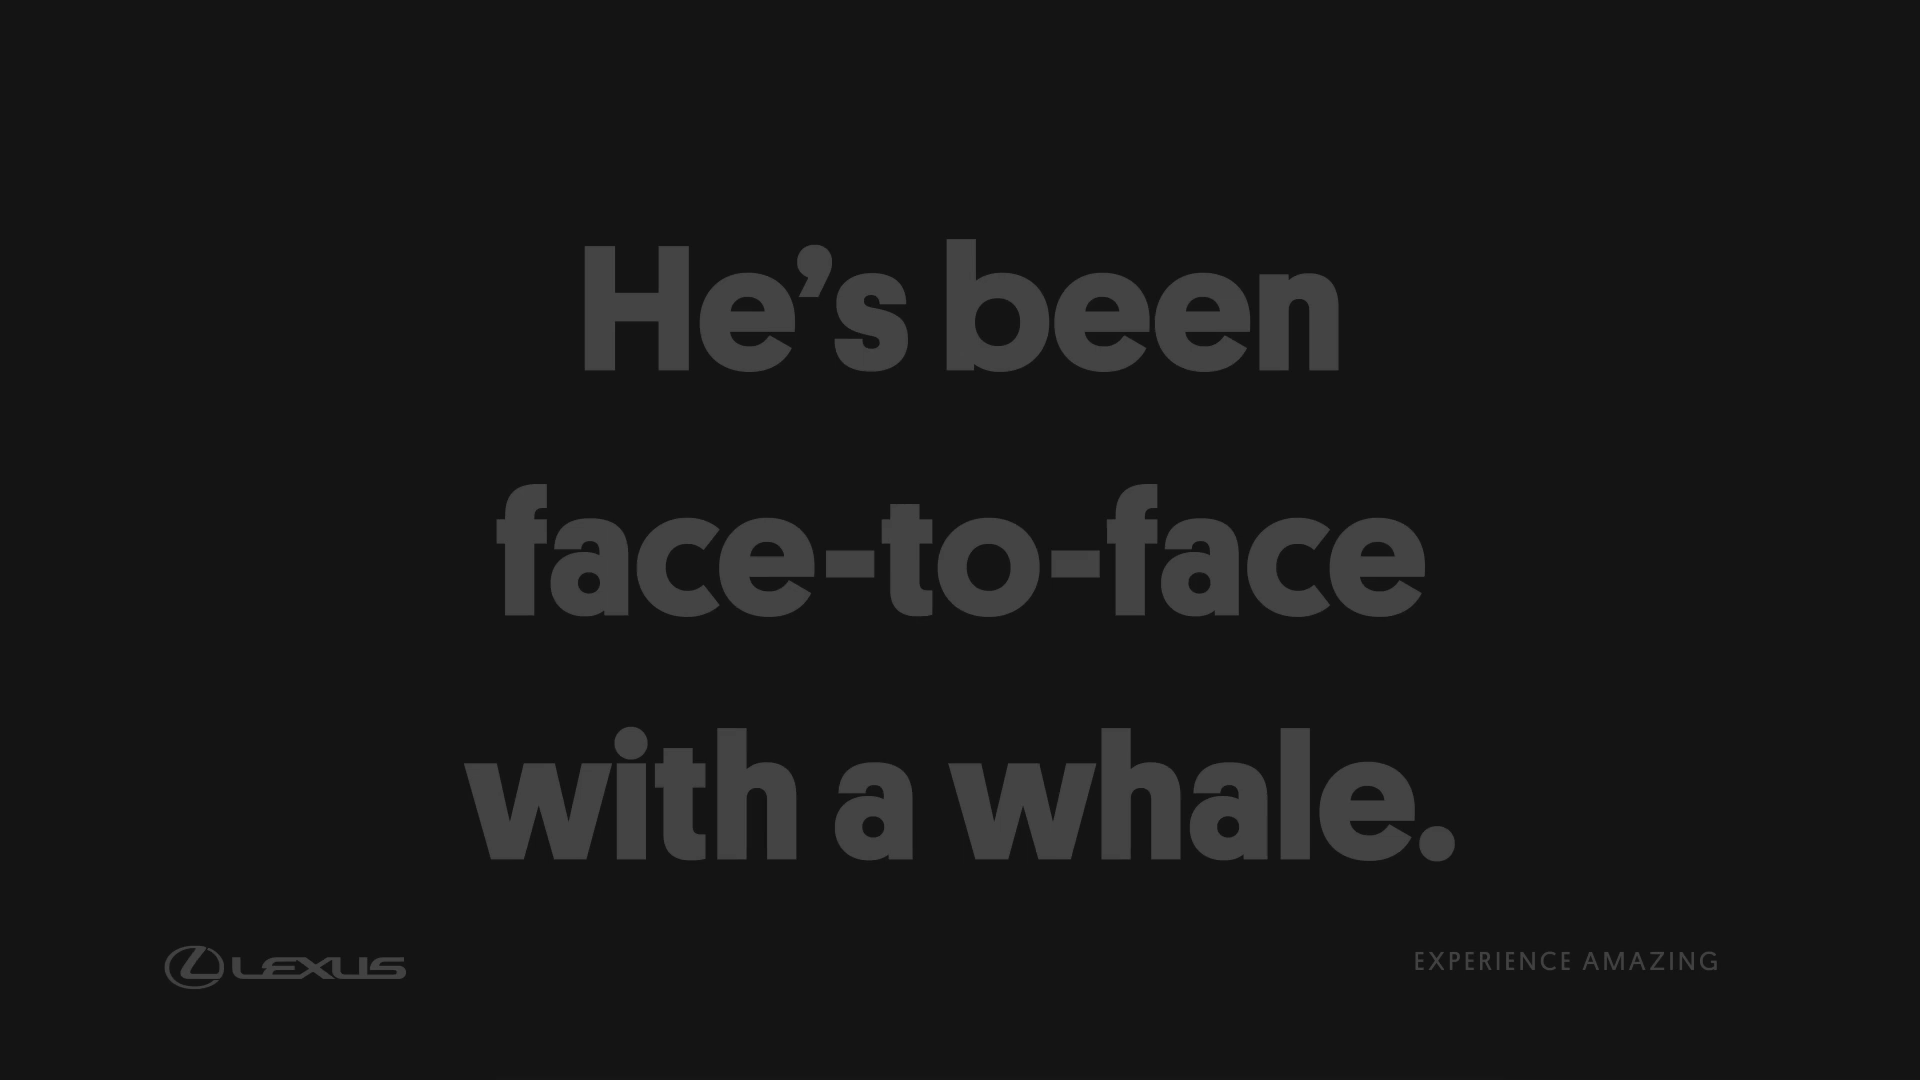 He’s been
face-to-face
with a whale.
LEXUS
EXPERIENCE AMAZING